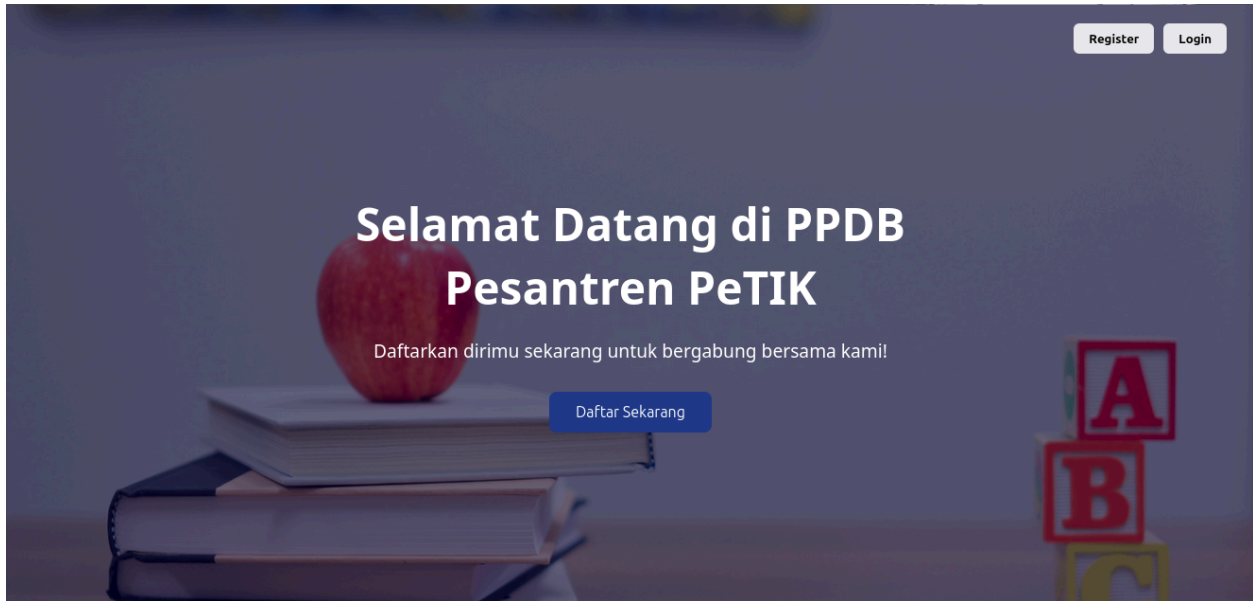 Register
Login
Selamat Datang di PPDB
Pesantren PeTIK
Daftarkan dirimu sekarang untuk bergabung bersama kami!
Daftar Sekarang
A
B
C